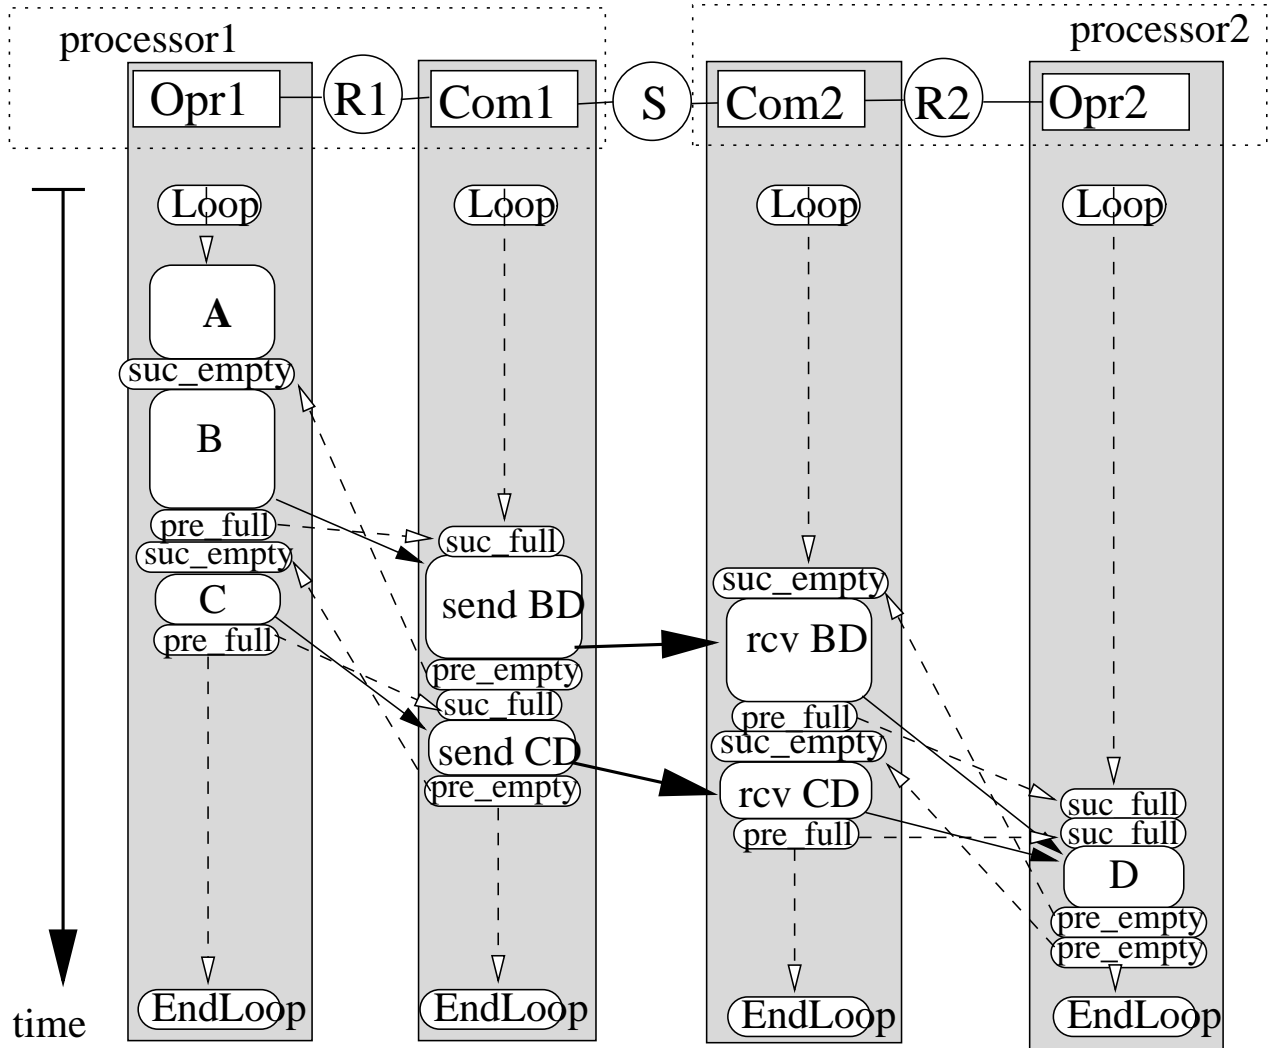 processor1
processor2
Opr1
R1
Com1
S
Com2
R2
Opr2
Loop
Loop
Loop
Loop
A
suc_empty
B
pre_full
suc_empty
C
pre_full
EndLoop
suc_full
send BD
pre_empty
suc_full
send CD
pre_empty
EndLoop
suc_empty
rcv BD
pre_full
suc_empty
rcv CD
pre_full
EndLoop
suc_full
suc_full
D
pre_empty
pre_empty
EndLoop
time